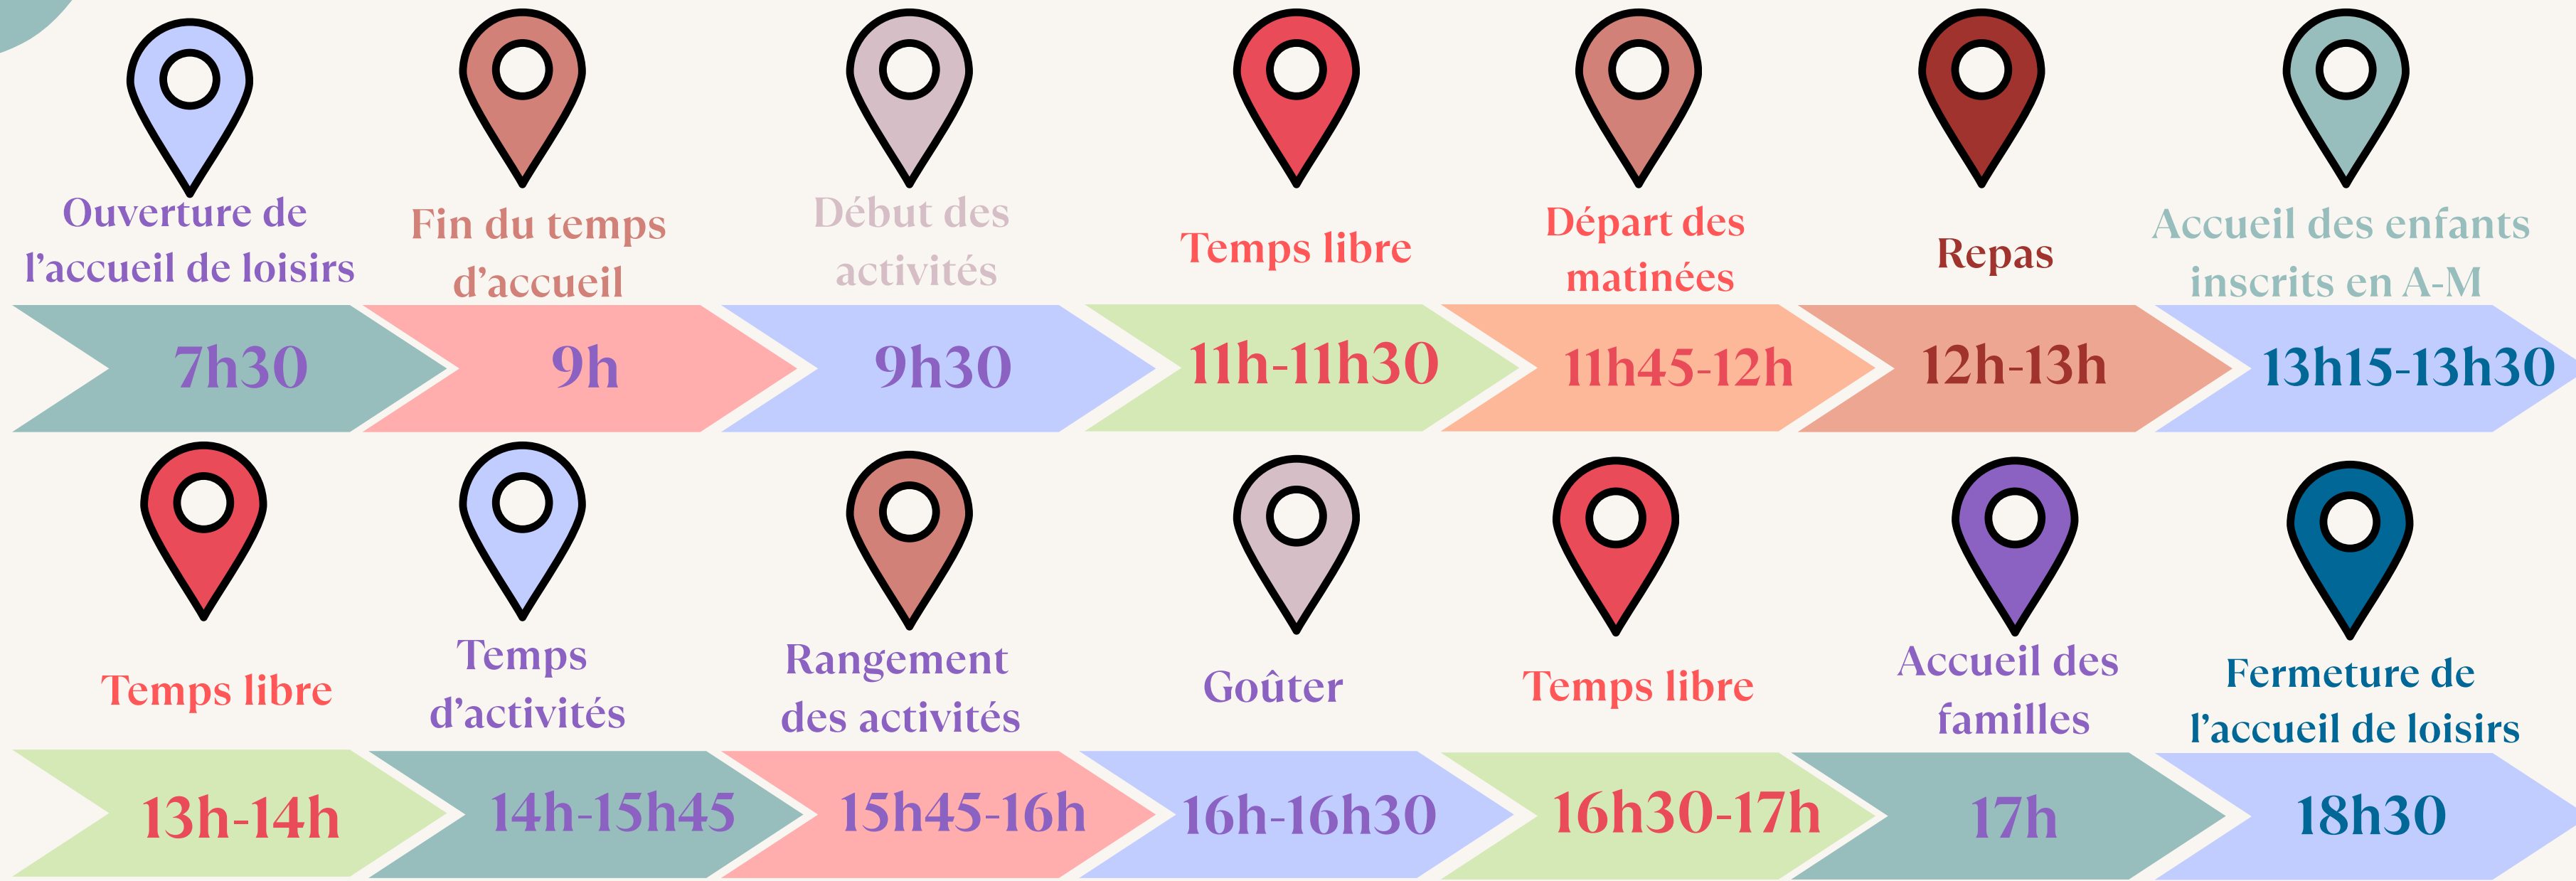 Ouverture de
l'accueil de loisirs
7h30
Fin du temps
d'accueil
9h
Début des
activités
9h30
Temps libre
11h-11h30
Départ des
matinées
11h45-12h
Repas
12h-13h
Accueil des enfants
inscrits en A-M
13h15-13h30
Temps libre
13h-14h
Temps
d'activités
14h-15h45
Rangement
des activités
15h45-16h
Goûter
16h-16h30
Temps libre
16h30-17h
Accueil des
familles
17h
Fermeture de
l'accueil de loisirs
18h30